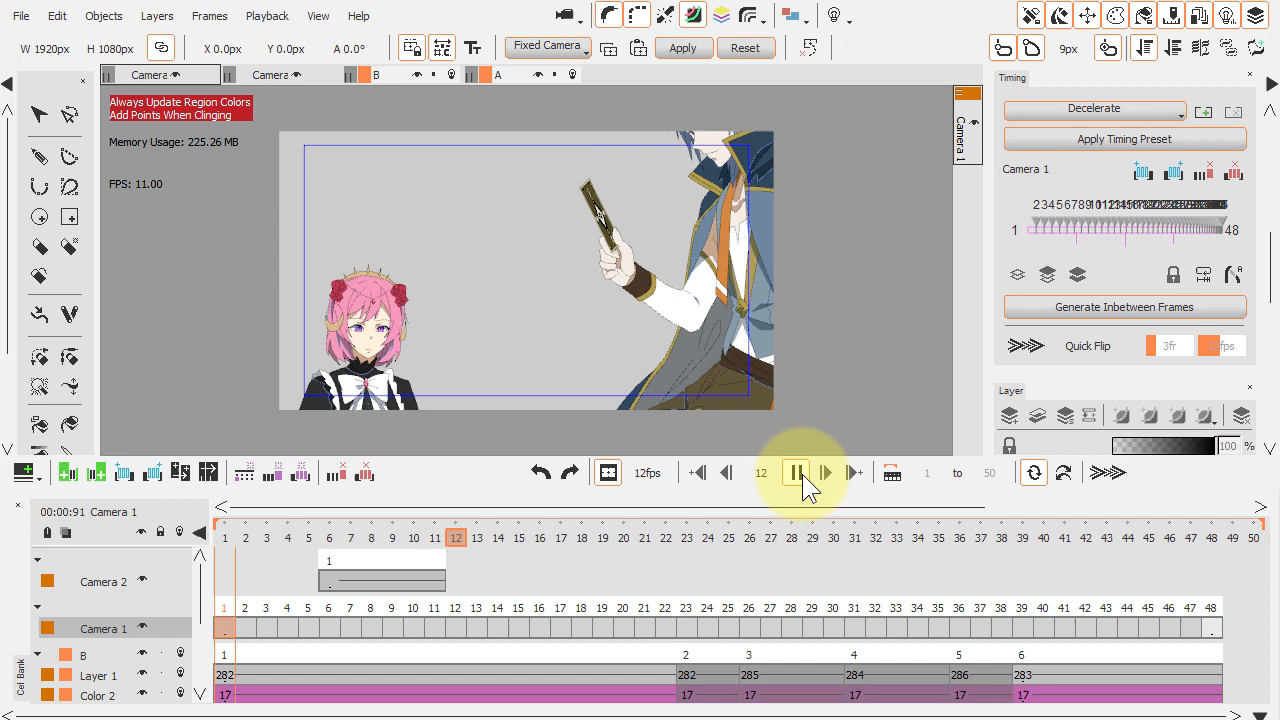 File Edit Objects Layers Frames Playback View Help
W 1920px H 1080px X 0.0px Y 0.0px A 0.0° Fixed Camera Apply Reset 9px
Camera Camera B A
Always Update Region Colors
Add Points When Clinging
Memory Usage: 225.26 MB
FPS: 11.00
Camera 1
Timing
Decelerate
Apply Timing Preset
Camera 1
1 48
Generate Inbetween Frames
Quick Flip 3fr fps
Layer
100 %
12fps 12 1 to 50
00:00:91 Camera 1
1 2 3 4 5 6 7 8 9 10 11 12 13 14 15 16 17 18 19 20 21 22 23 24 25 26 27 28 29 30 31 32 33 34 35 36 37 38 39 40 41 42 43 44 45 46 47 48 49 50
1
Camera 2
1 2 3 4 5 6 7 8 9 10 11 12 13 14 15 16 17 18 19 20 21 22 23 24 25 26 27 28 29 30 31 32 33 34 35 36 37 38 39 40 41 42 43 44 45 46 47 48
Camera 1
B 1 2 3 4 5 6
Layer 1 282 282 285 284 286 283
Color 2 17 17 17 17 17 17
Cel Bank